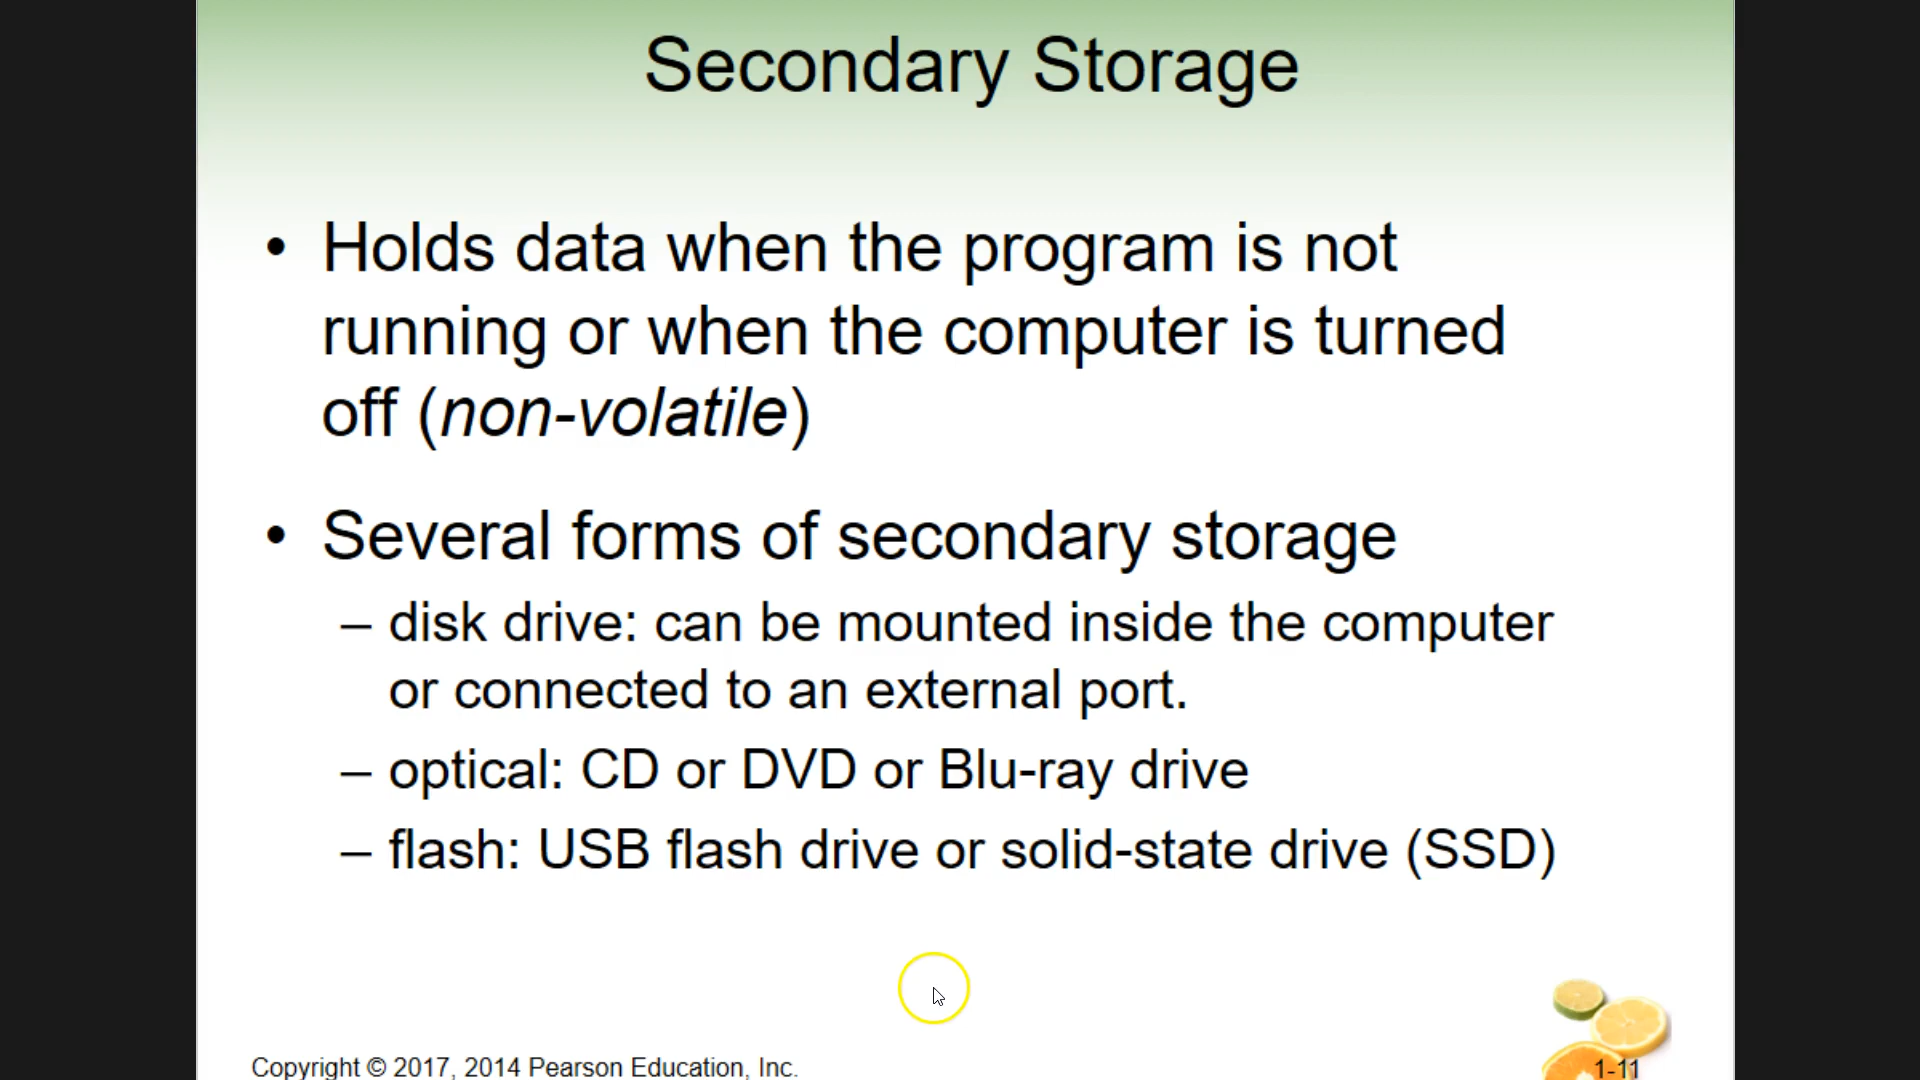 Secondary Storage
• Holds data when the program is not
running or when the computer is turned
off (non-volatile)
• Several forms of secondary storage
– disk drive: can be mounted inside the computer
or connected to an external port.
– optical: CD or DVD or Blu-ray drive
– flash: USB flash drive or solid-state drive (SSD)
Copyright © 2017, 2014 Pearson Education, Inc.
1-11